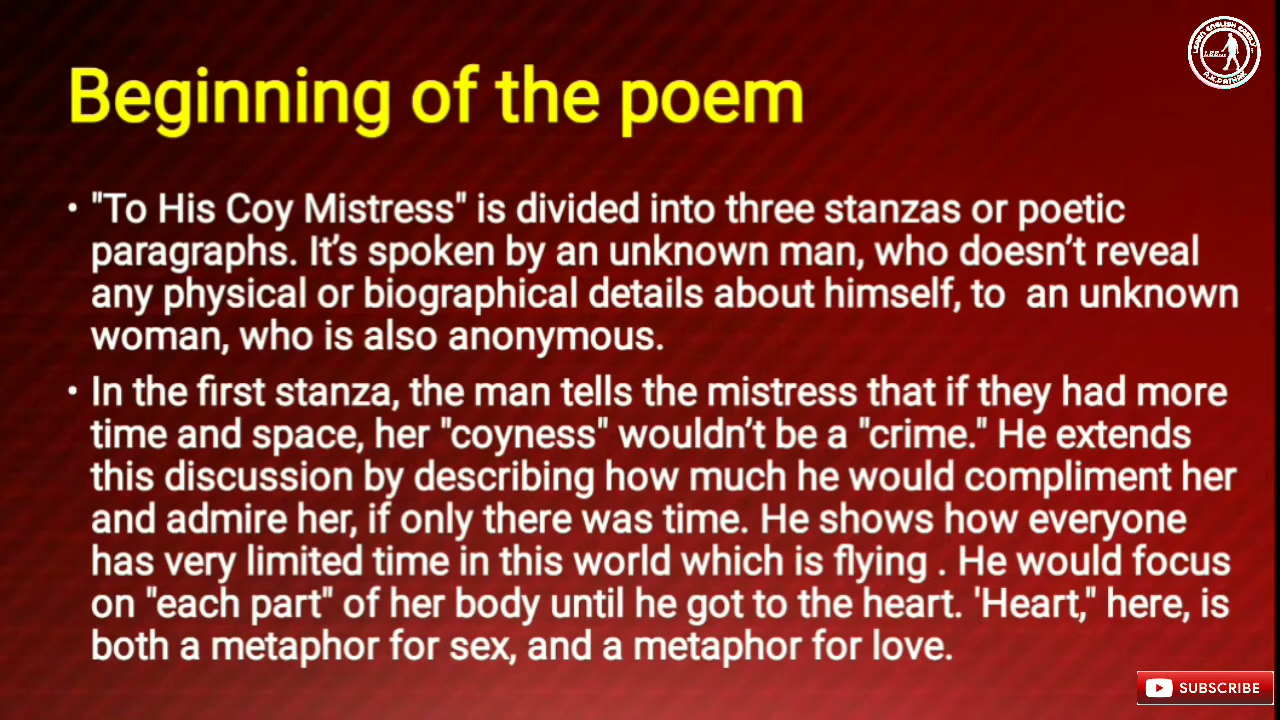 Beginning of the poem
• "To His Coy Mistress" is divided into three stanzas or poetic
paragraphs. It’s spoken by an unknown man, who doesn’t reveal
any physical or biographical details about himself, to  an unknown
woman, who is also anonymous.
• In the first stanza, the man tells the mistress that if they had more
time and space, her "coyness" wouldn’t be a "crime." He extends
this discussion by describing how much he would compliment her
and admire her, if only there was time. He shows how everyone
has very limited time in this world which is flying . He would focus
on "each part" of her body until he got to the heart. 'Heart," here, is
both a metaphor for sex, and a metaphor for love.
LEARN ENGLISH EASILY
SUBSCRIBE